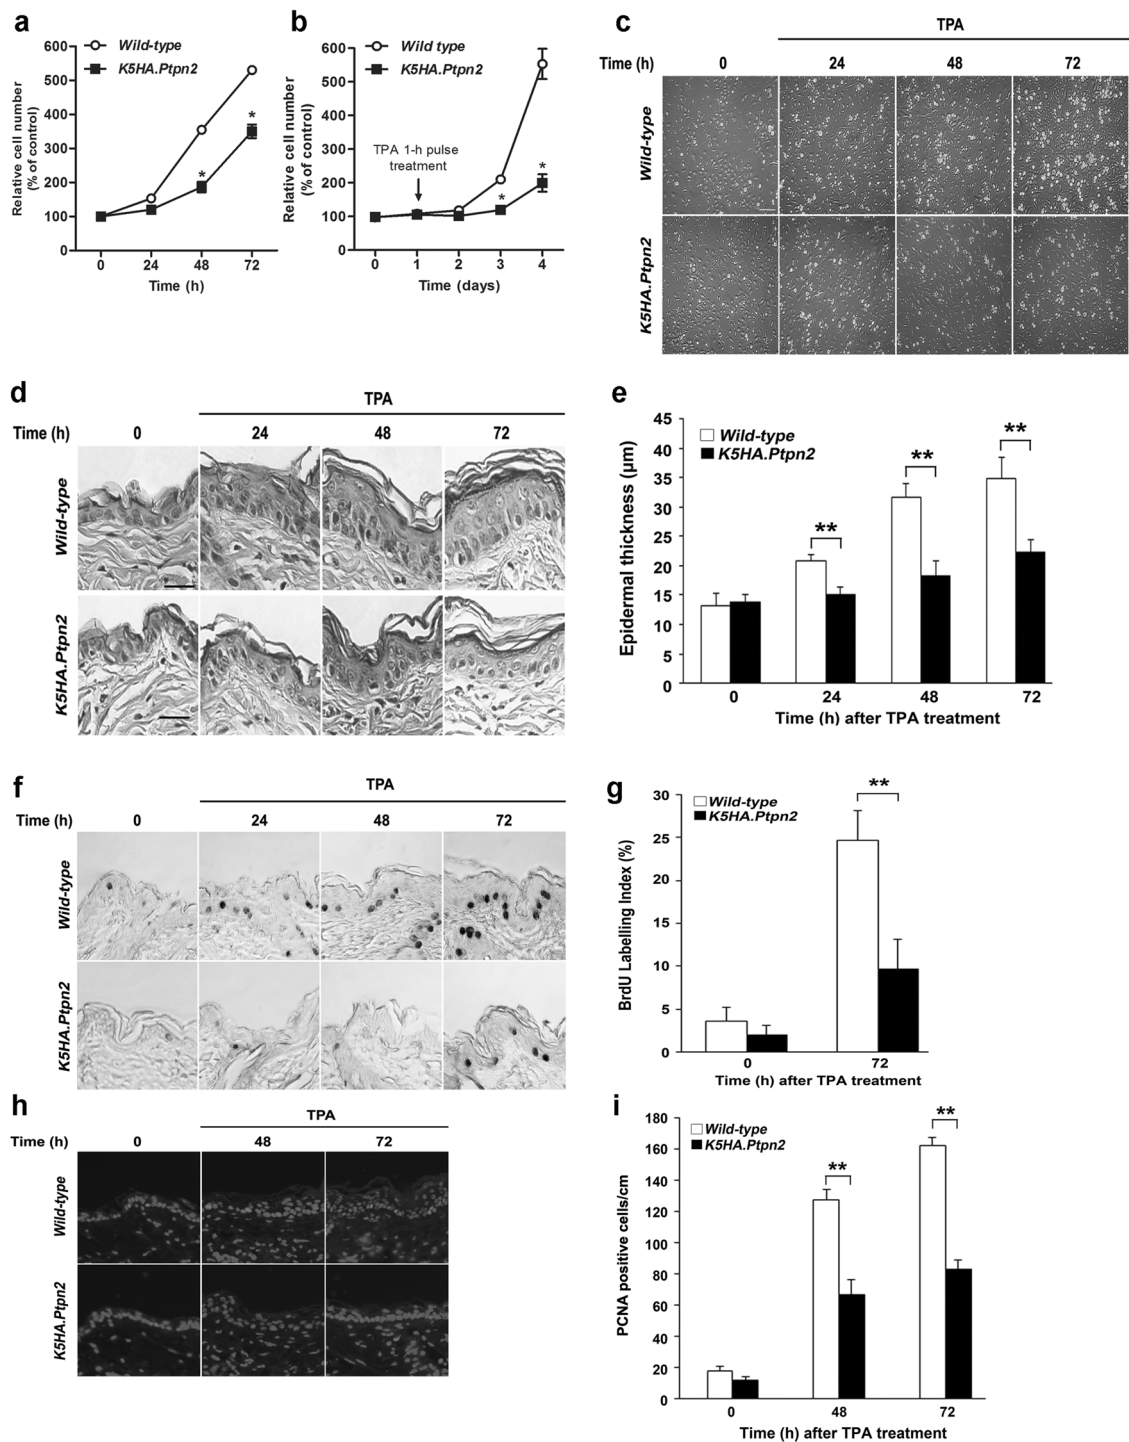 a
Wild-type
K5HA.Ptpn2
Relative cell number
(% of control)
600
500
400
300
200
100
0
*
*
0 24 48 72
Time (h)
b
Wild type
K5HA.Ptpn2
Relative cell number
(% of control)
600
500
400
300
200
100
0
TPA 1-h pulse
treatment
*
*
0 1 2 3 4
Time (days)
c
TPA
Time (h) 0 24 48 72
Wild-type
K5HA.Ptpn2
d
TPA
Time (h) 0 24 48 72
Wild-type
K5HA.Ptpn2
e
Wild-type
K5HA.Ptpn2
Epidermal thickness (µm)
45
40
35
30
25
20
15
10
5
0
**
**
**
0 24 48 72
Time (h) after TPA treatment
f
TPA
Time (h) 0 24 48 72
Wild-type
K5HA.Ptpn2
g
Wild-type
K5HA.Ptpn2
BrdU Labelling Index (%)
30
25
20
15
10
5
0
**
0 72
Time (h) after TPA treatment
h
TPA
Time (h) 0 48 72
Wild-type
K5HA.Ptpn2
i
Wild-type
K5HA.Ptpn2
PCNA positive cells/cm
180
160
140
120
100
80
60
40
20
0
**
**
0 48 72
Time (h) after TPA treatment